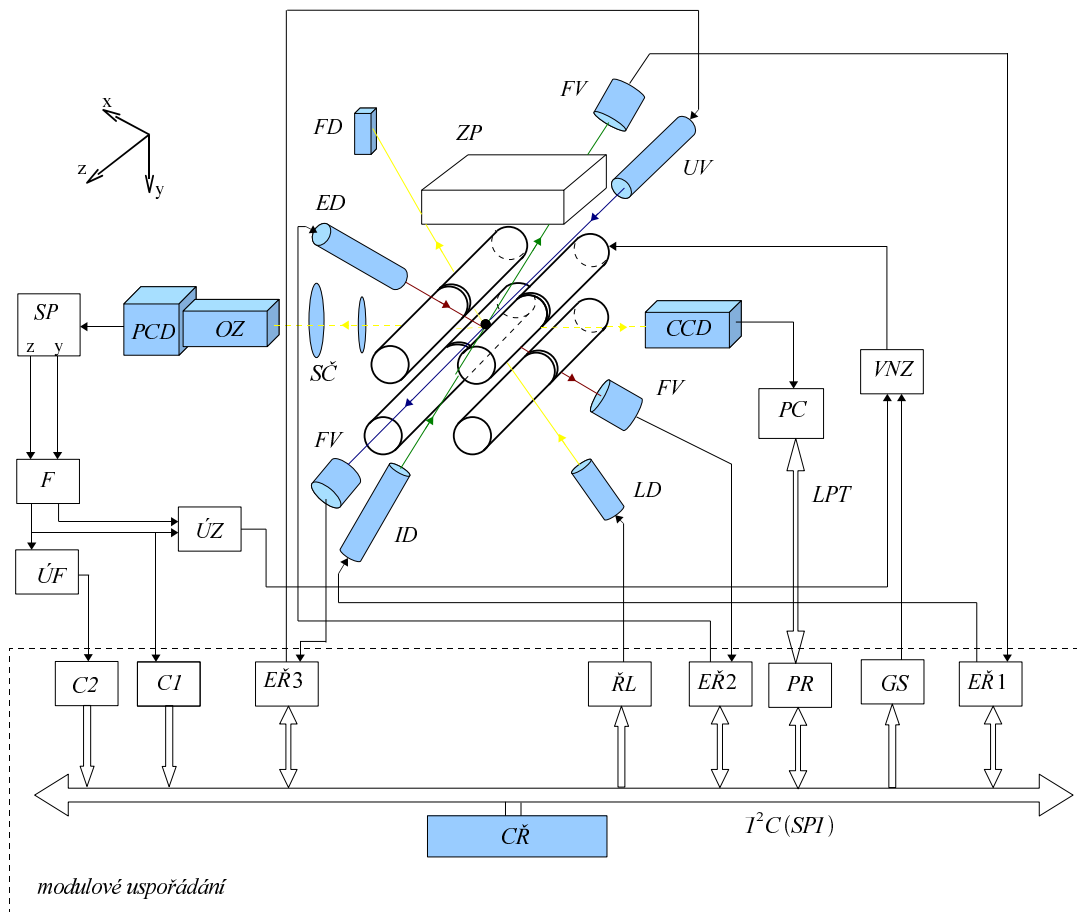 FV
x
FD
ZP
z
UV
y
ED
SP
PCD
OZ
CCD
z y
SČ
VNZ
FV
PC
FV
F
LD
LPT
ÚZ
ID
ÚF
C2
C1
EŘ3
ŘL
EŘ2
PR
GS
EŘ1
I²C (SPI)
CŘ
modulové uspořádání